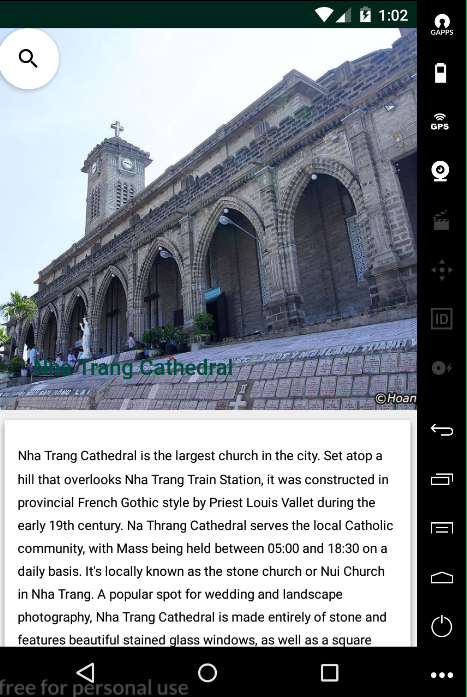 1:02
GAPPS
GPS
ID
Nha Trang Cathedral
©Hoan
Nha Trang Cathedral is the largest church in the city. Set atop a
hill that overlooks Nha Trang Train Station, it was constructed in
provincial French Gothic style by Priest Louis Vallet during the
early 19th century. Na Thrang Cathedral serves the local Catholic
community, with Mass being held between 05:00 and 18:30 on a
daily basis. It's locally known as the stone church or Nui Church
in Nha Trang. A popular spot for wedding and landscape
photography, Nha Trang Cathedral is made entirely of stone and
features beautiful stained glass windows, as well as a square
free for personal use